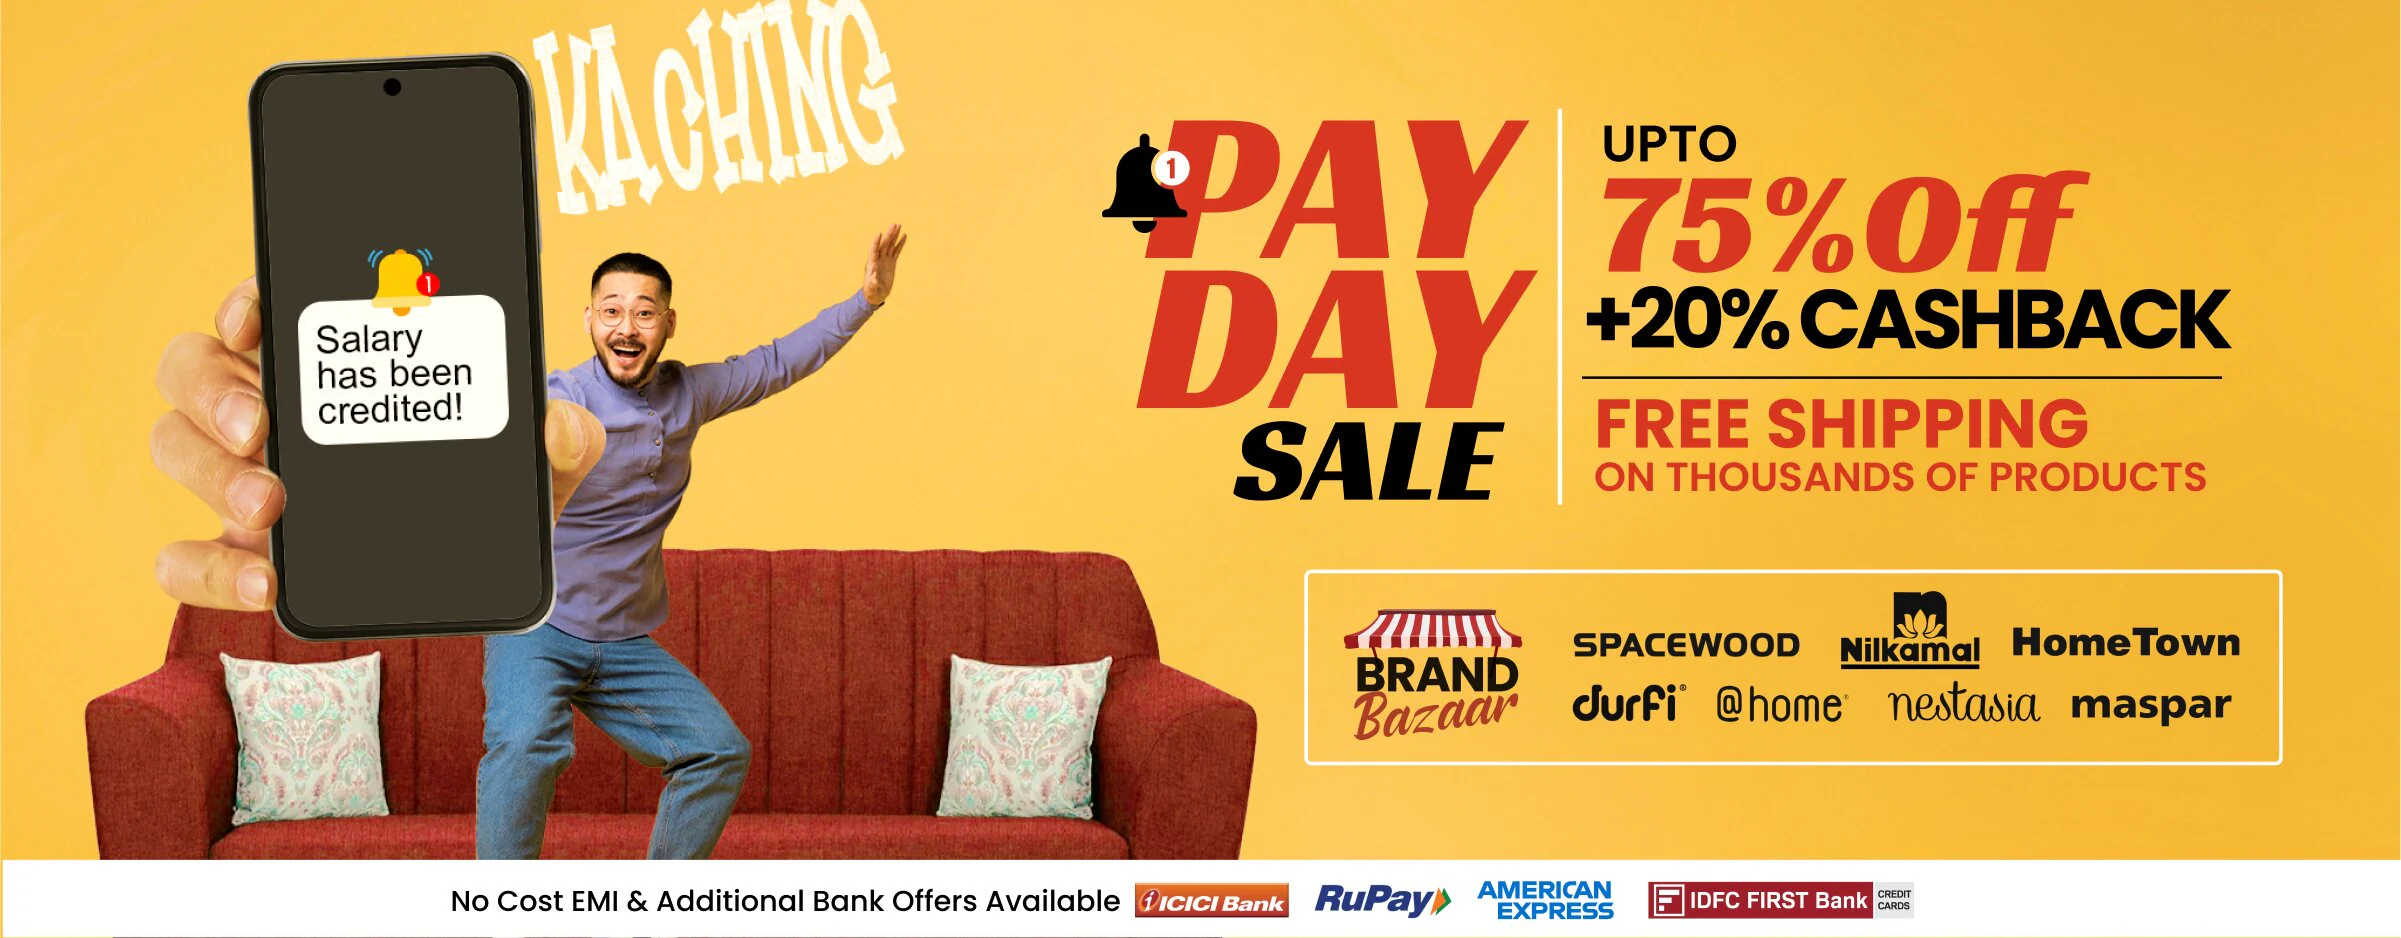 KACHING
1
Salary
has been
credited!
1
PAY
DAY
SALE
UPTO
75% Off
+20% CASHBACK
FREE SHIPPING
ON THOUSANDS OF PRODUCTS
BRAND
Bazaar
SPACEWOOD
n
Nilkamal
HomeTown
durfi®
@home®
nestasia
maspar
No Cost EMI & Additional Bank Offers Available
i ICICI Bank
RuPay
AMERICAN
EXPRESS
IDFC FIRST Bank
CREDIT
CARDS